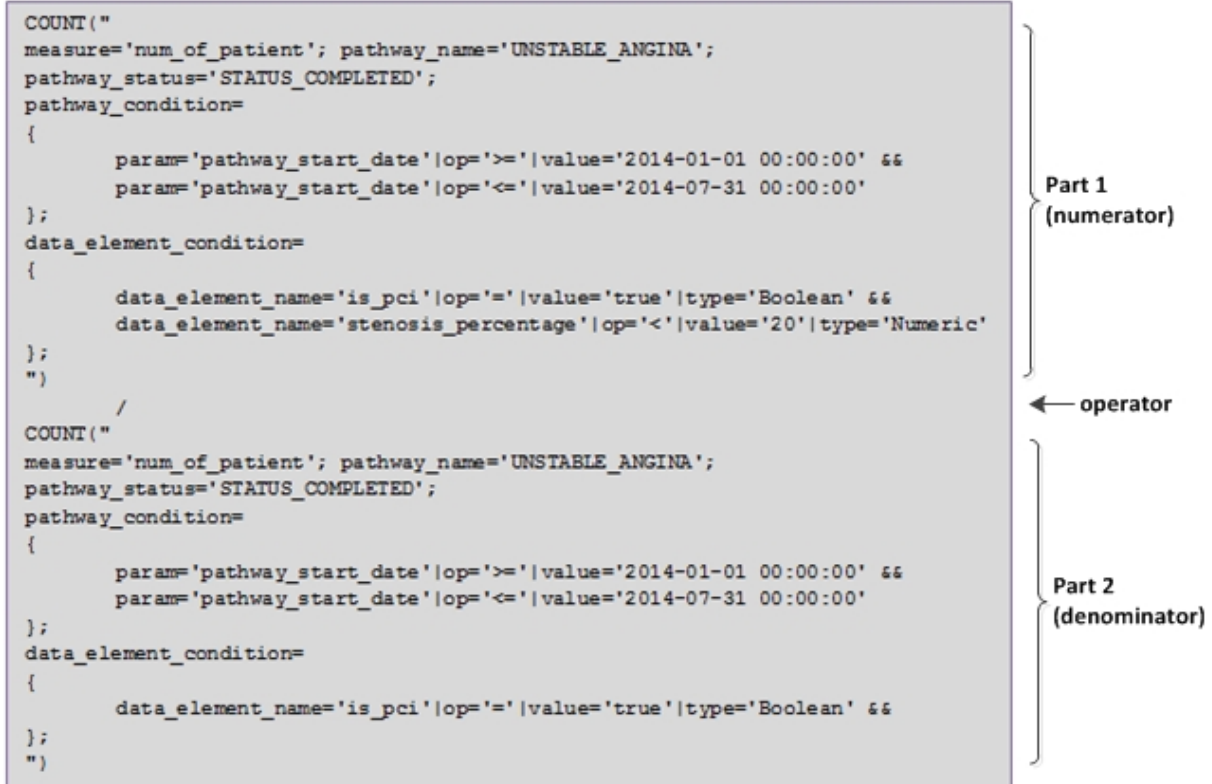 COUNT("
measure='num_of_patient'; pathway_name='UNSTABLE_ANGINA';
pathway_status='STATUS_COMPLETED';
pathway_condition=
{
param='pathway_start_date'|op='>='|value='2014-01-01 00:00:00' &&
param='pathway_start_date'|op='<='|value='2014-07-31 00:00:00'
};
data_element_condition=
{
data_element_name='is_pci'|op='='|value='true'|type='Boolean' &&
data_element_name='stenosis_percentage'|op='<'|value='20'|type='Numeric'
};
")
Part 1
(numerator)
/
operator
COUNT("
measure='num_of_patient'; pathway_name='UNSTABLE_ANGINA';
pathway_status='STATUS_COMPLETED';
pathway_condition=
{
param='pathway_start_date'|op='>='|value='2014-01-01 00:00:00' &&
param='pathway_start_date'|op='<='|value='2014-07-31 00:00:00'
};
data_element_condition=
{
data_element_name='is_pci'|op='='|value='true'|type='Boolean' &&
};
")
Part 2
(denominator)